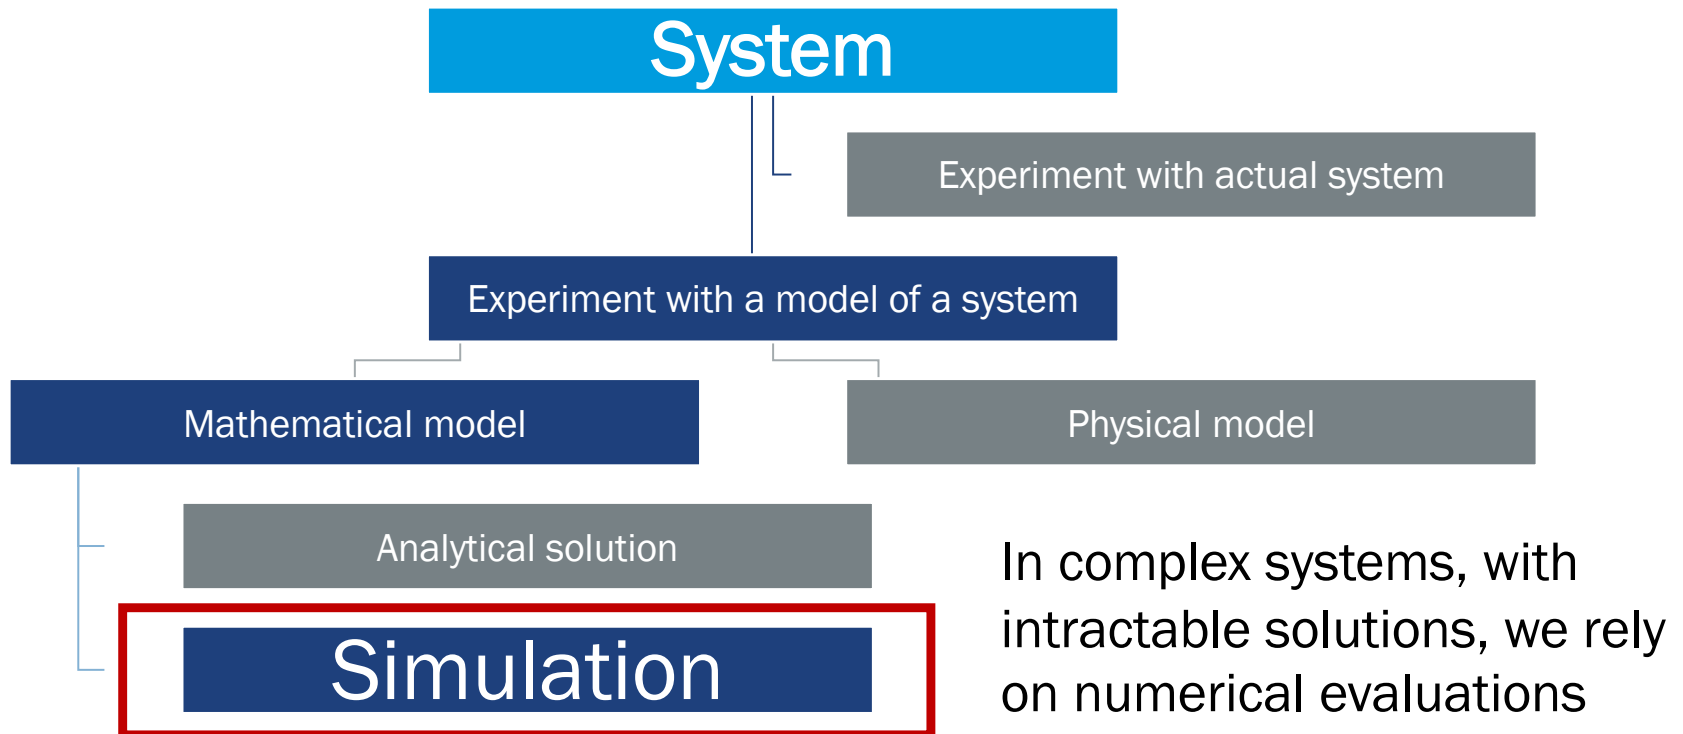 System
Experiment with actual system
Experiment with a model of a system
Mathematical model
Physical model
Analytical solution
Simulation
In complex systems, with
intractable solutions, we rely
on numerical evaluations